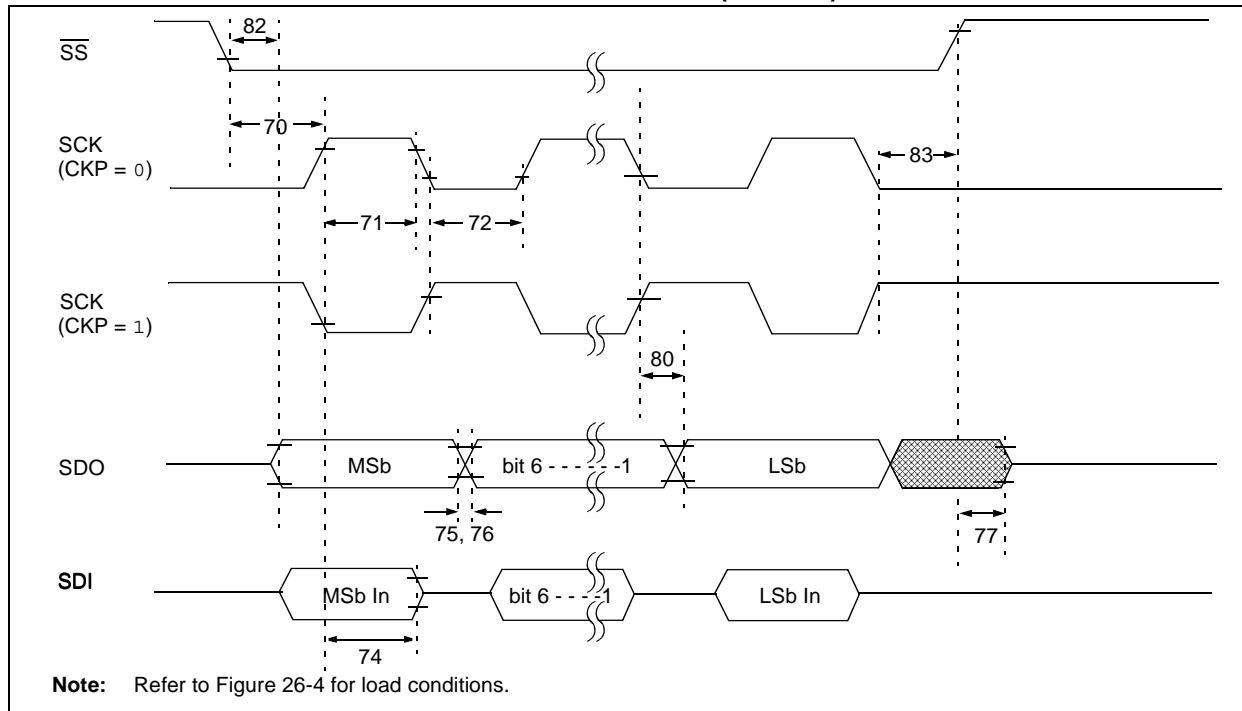 82
SS
70
SCK
(CKP = 0)
83
71
72
SCK
(CKP = 1)
80
SDO
MSb
bit 6 - - - - - -1
LSb
75, 76
77
SDI
MSb In
bit 6 - - - -1
LSb In
74
Note: Refer to Figure 26-4 for load conditions.